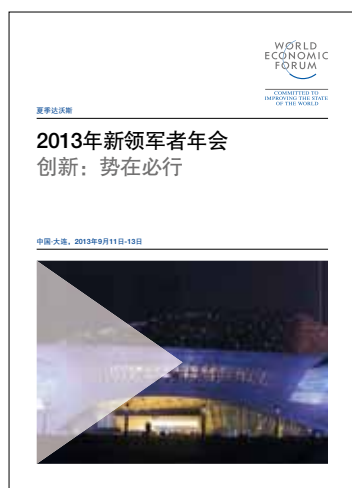 WORLD
ECONOMIC
FORUM
COMMITTED TO
IMPROVING THE STATE
OF THE WORLD
夏季达沃斯
2013年新领军者年会
创新：势在必行
中国·大连，2013年9月11日-13日